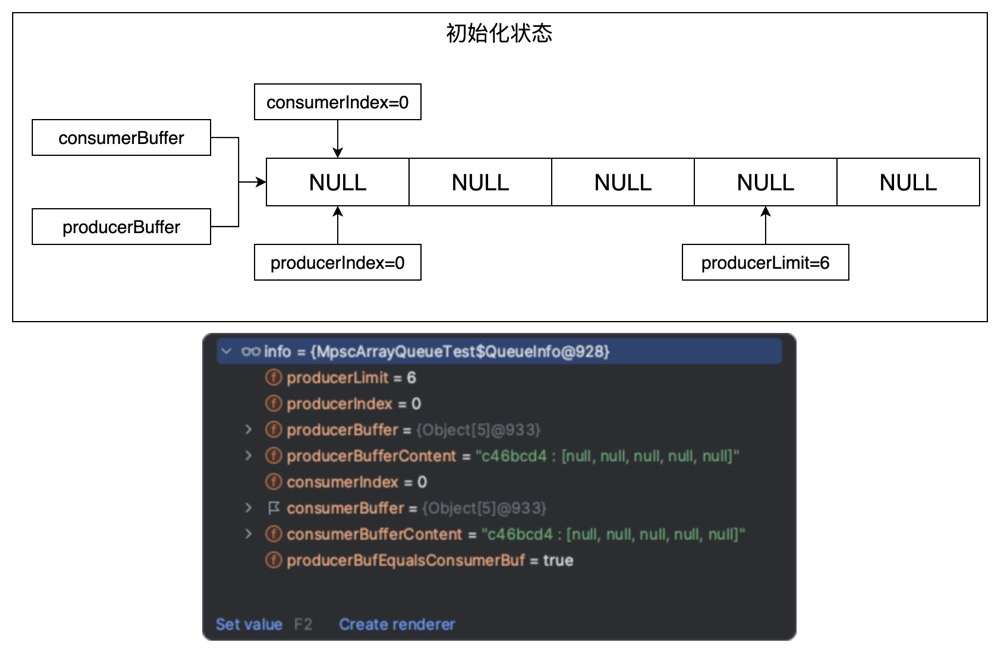 初始化状态
consumerIndex=0
consumerBuffer
NULL NULL NULL NULL NULL
producerBuffer
producerIndex=0 producerLimit=6
info = {MpscArrayQueueTest$QueueInfo@928}
producerLimit = 6
producerIndex = 0
producerBuffer = {Object[5]@933}
producerBufferContent = "c46bcd4 : [null, null, null, null, null]"
consumerIndex = 0
consumerBuffer = {Object[5]@933}
consumerBufferContent = "c46bcd4 : [null, null, null, null, null]"
producerBufEqualsConsumerBuf = true
Set value F2 Create renderer